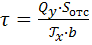 τ = (Q_y · S_отс) / (𝒥_x · b)